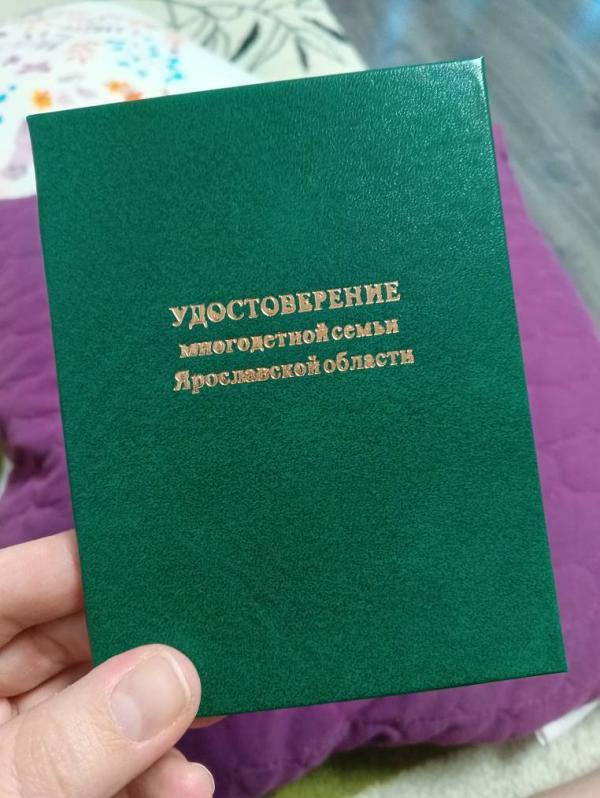 УДОСТОВЕРЕНИЕ
многодетной семьи
Ярославской области